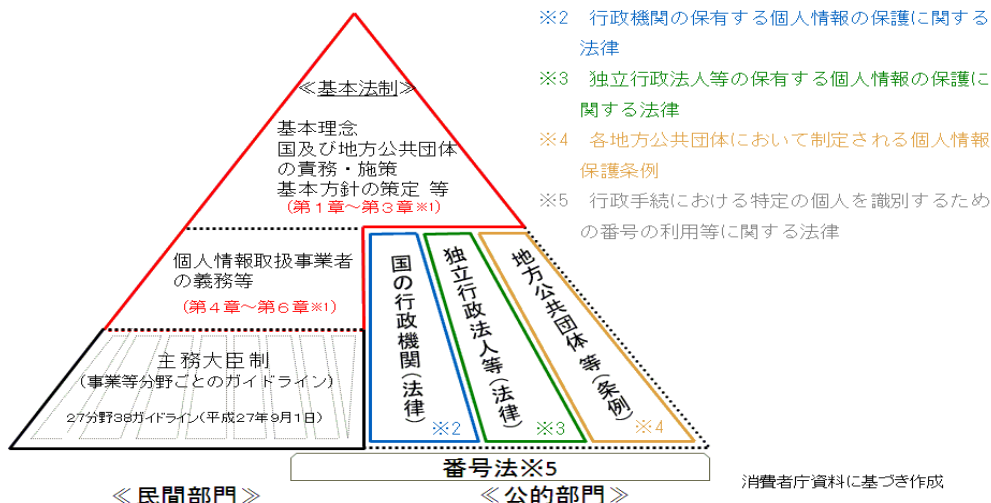 ≪基本法制≫
基本理念
国及び地方公共団体
の責務・施策
基本方針の策定 等
(第１章～第３章※1)
個人情報取扱事業者
の義務等
(第４章～第６章※1)
主務大臣制
(事業等分野ごとのガイドライン)
27分野38ガイドライン(平成27年9月1日)
国の行政機関(法律)
※2
独立行政法人等(法律)
※3
地方公共団体 等(条例)
※4
番号法※5
≪民間部門≫
≪公的部門≫
※2　行政機関の保有する個人情報の保護に関する
法律
※3　独立行政法人等の保有する個人情報の保護に
関する法律
※4　各地方公共団体において制定される個人情報
保護条例
※5　行政手続における特定の個人を識別するため
の番号の利用等に関する法律
消費者庁資料に基づき作成